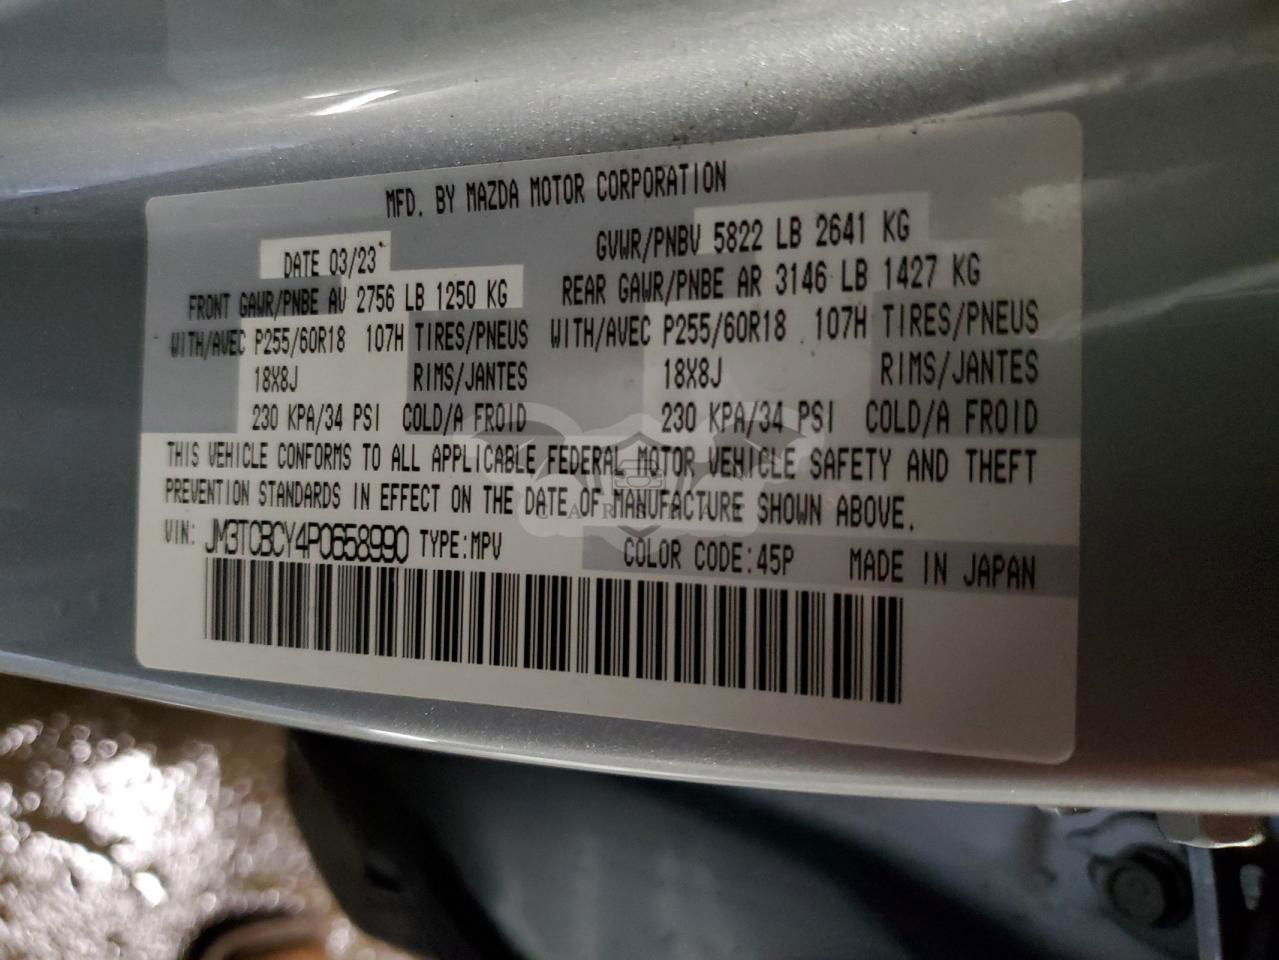 MFD. BY MAZDA MOTOR CORPORATION
DATE 03/23 GVWR/PNBV 5822 LB 2641 KG
FRONT GAWR/PNBE AV 2756 LB 1250 KG REAR GAWR/PNBE AR 3146 LB 1427 KG
WITH/AVEC P255/60R18 107H TIRES/PNEUS WITH/AVEC P255/60R18 107H TIRES/PNEUS
18X8J RIMS/JANTES 18X8J RIMS/JANTES
230 KPA/34 PSI COLD/A FROID 230 KPA/34 PSI COLD/A FROID
THIS VEHICLE CONFORMS TO ALL APPLICABLE FEDERAL MOTOR VEHICLE SAFETY AND THEFT
PREVENTION STANDARDS IN EFFECT ON THE DATE OF MANUFACTURE SHOWN ABOVE.
VIN: JM3TCBCY4P0658990 TYPE:MPV COLOR CODE:45P MADE IN JAPAN